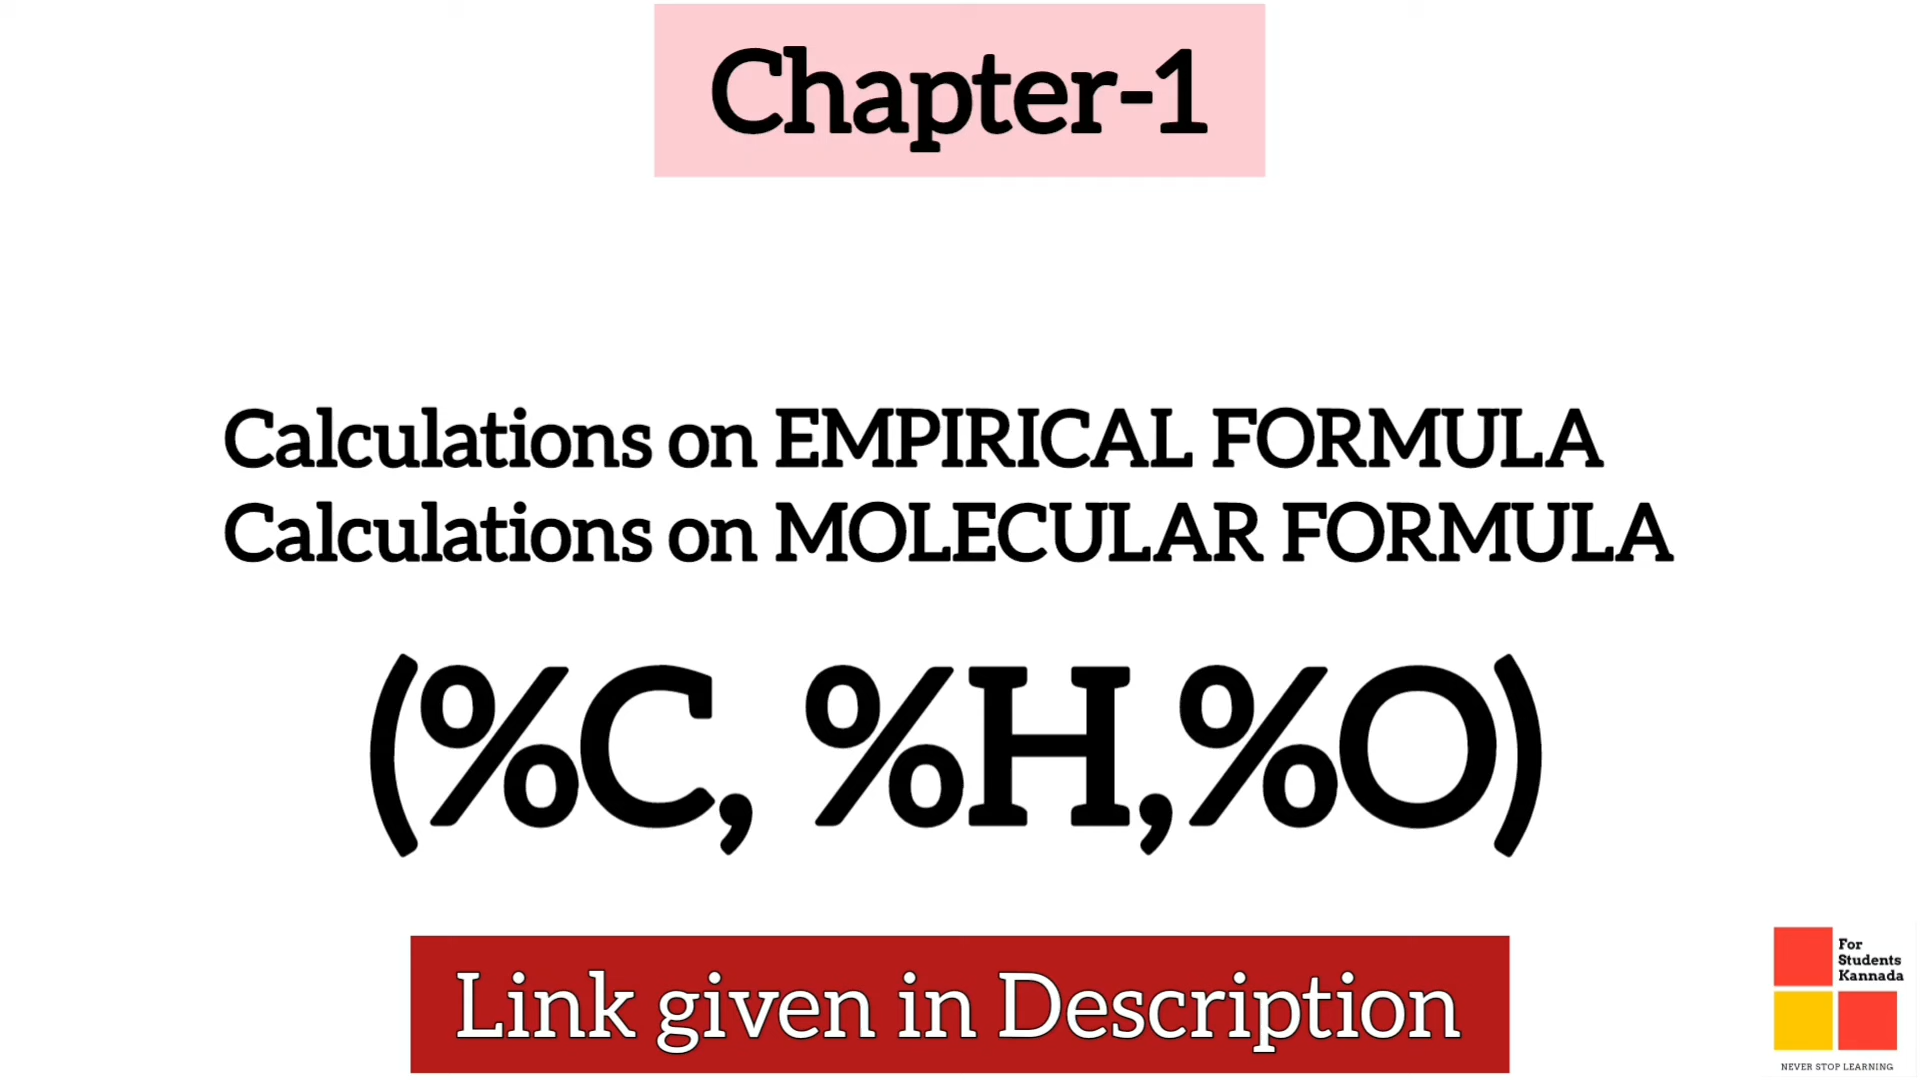 Chapter-1
Calculations on EMPIRICAL FORMULA
Calculations on MOLECULAR FORMULA
(%C, %H,%O)
Link given in Description
For
Students
Kannada
NEVER STOP LEARNING